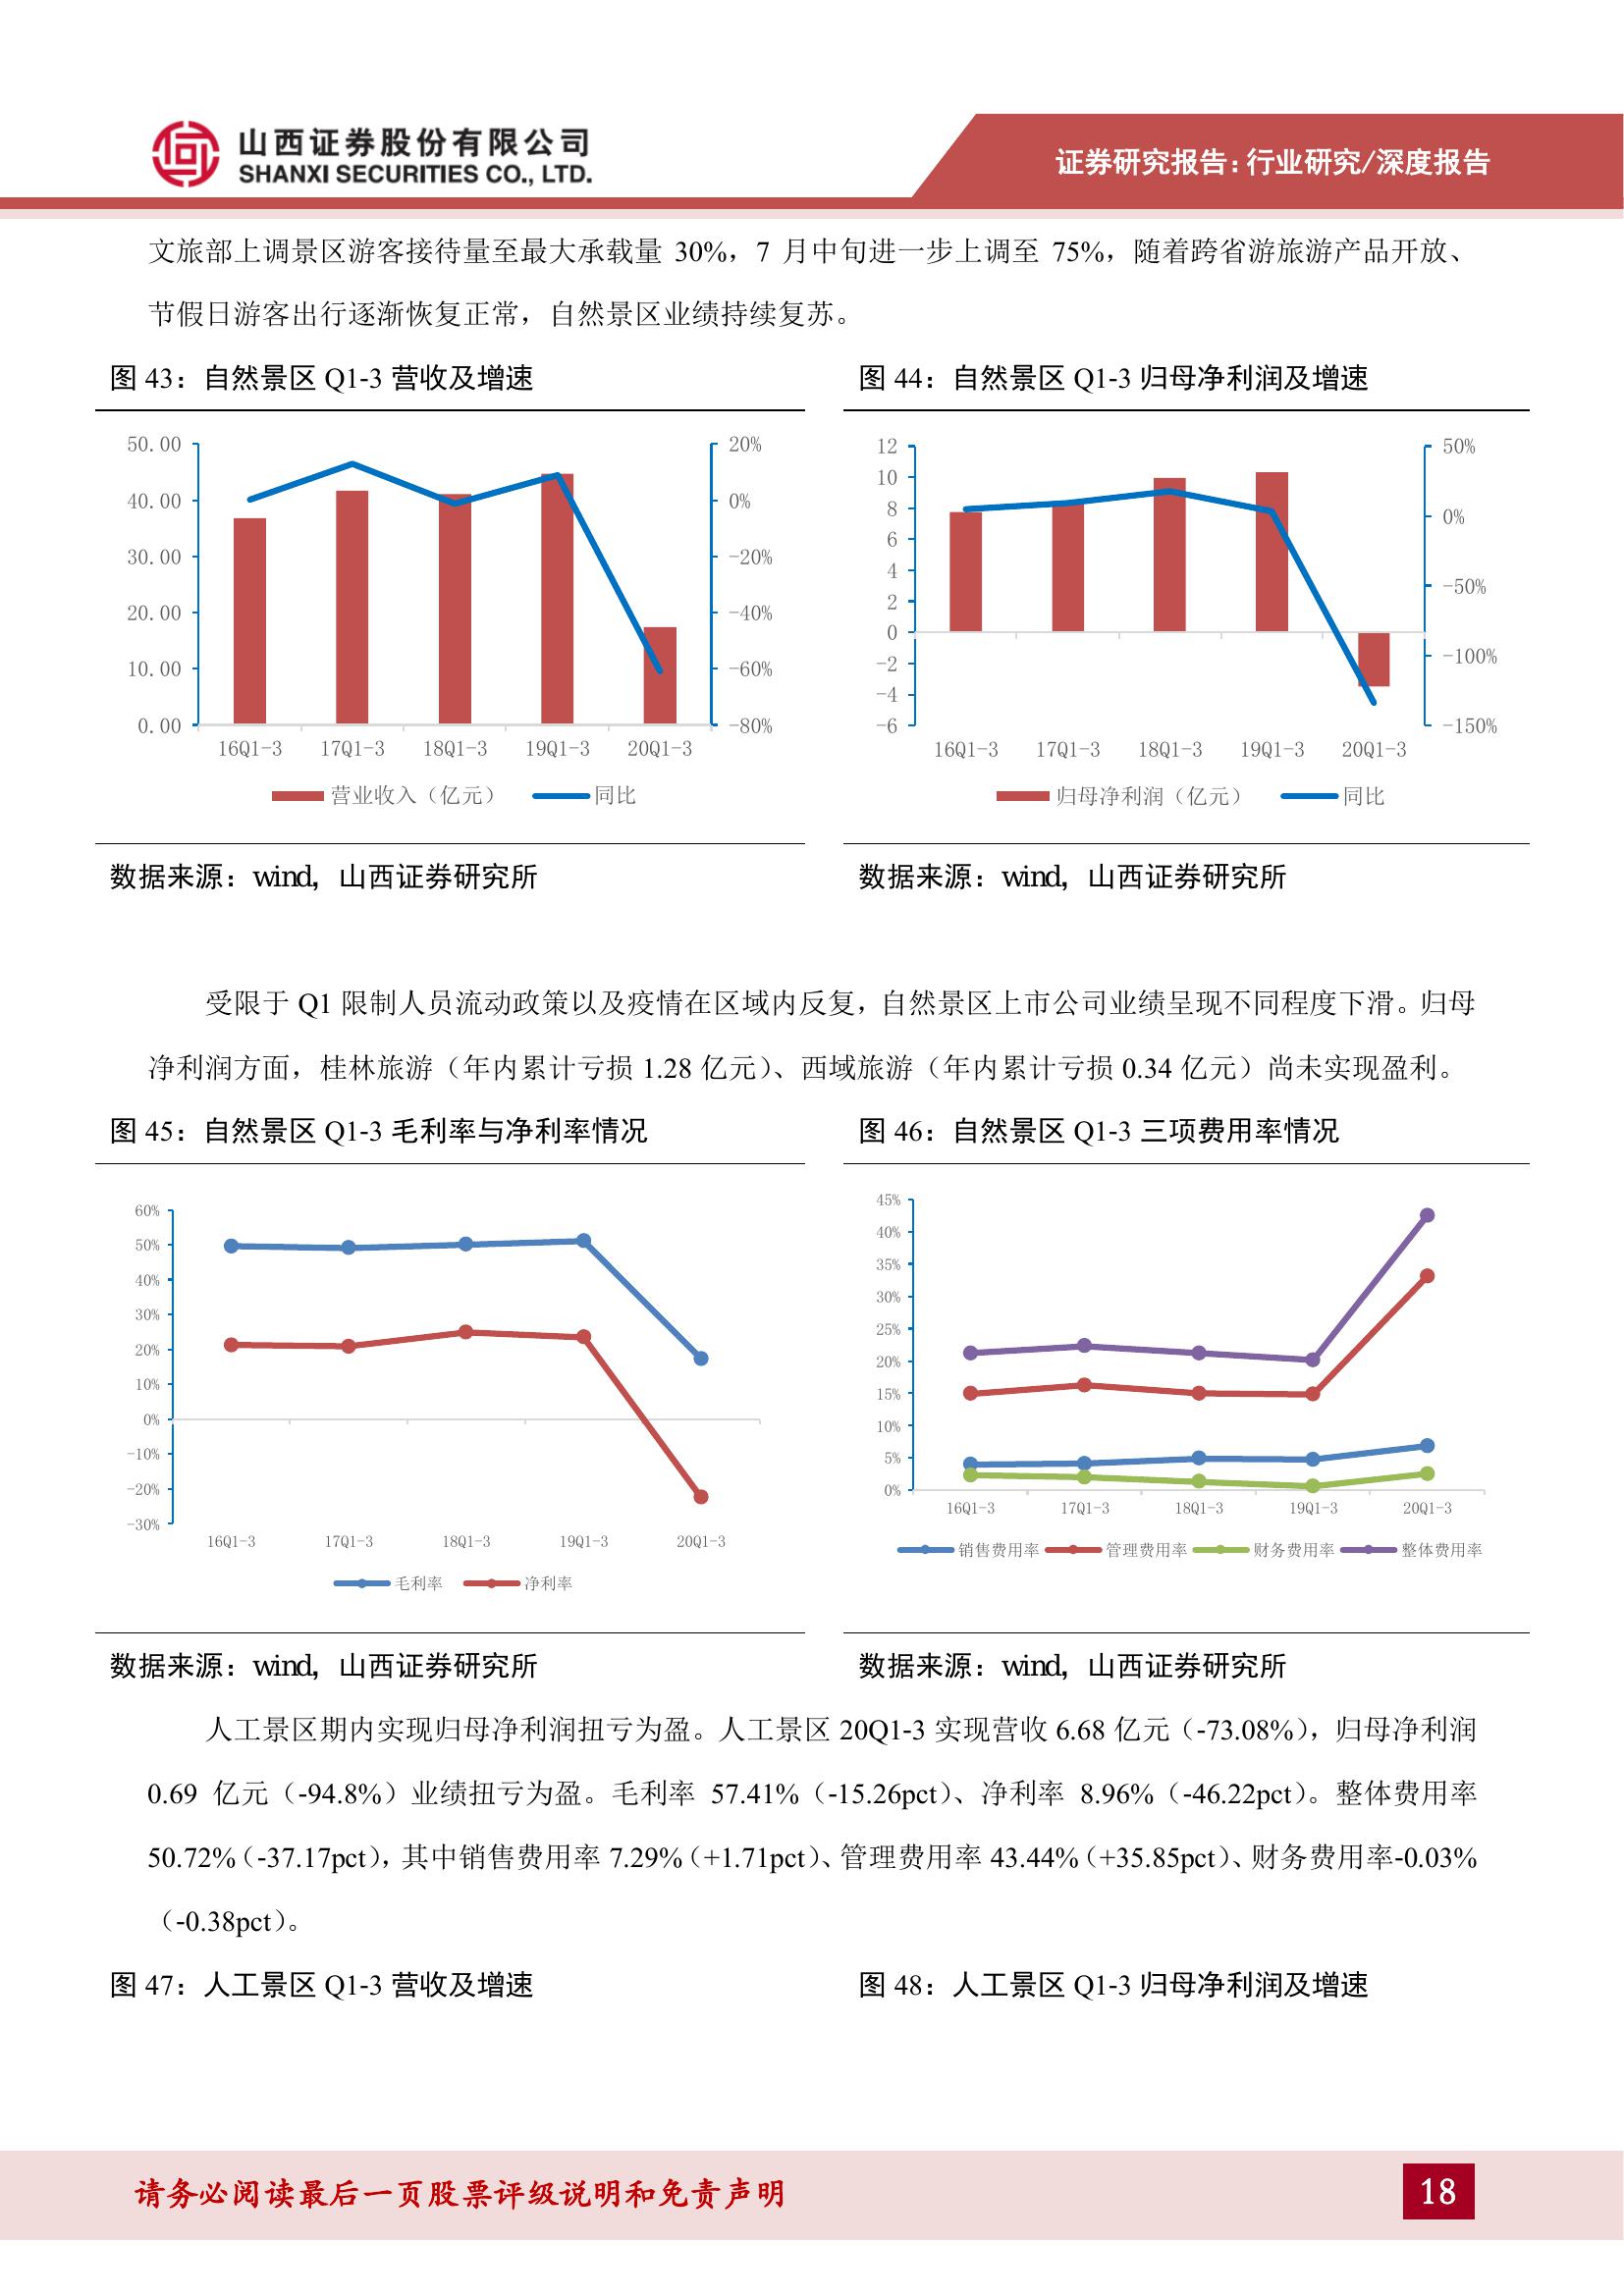 山西证券股份有限公司
SHANXI SECURITIES CO., LTD.
证券研究报告:行业研究/深度报告
文旅部上调景区游客接待量至最大承载量 30%，7 月中旬进一步上调至 75%，随着跨省游旅游产品开放、
节假日游客出行逐渐恢复正常，自然景区业绩持续复苏。
图 43：自然景区 Q1-3 营收及增速
50.00
40.00
30.00
20.00
10.00
0.00
20%
0%
-20%
-40%
-60%
-80%
16Q1-3 17Q1-3 18Q1-3 19Q1-3 20Q1-3
营业收入（亿元） 同比
数据来源：wind，山西证券研究所
图 44：自然景区 Q1-3 归母净利润及增速
12
10
8
6
4
2
0
-2
-4
-6
50%
0%
-50%
-100%
-150%
16Q1-3 17Q1-3 18Q1-3 19Q1-3 20Q1-3
归母净利润（亿元） 同比
数据来源：wind，山西证券研究所
受限于 Q1 限制人员流动政策以及疫情在区域内反复，自然景区上市公司业绩呈现不同程度下滑。归母
净利润方面，桂林旅游（年内累计亏损 1.28 亿元）、西域旅游（年内累计亏损 0.34 亿元）尚未实现盈利。
图 45：自然景区 Q1-3 毛利率与净利率情况
60%
50%
40%
30%
20%
10%
0%
-10%
-20%
-30%
16Q1-3 17Q1-3 18Q1-3 19Q1-3 20Q1-3
毛利率 净利率
数据来源：wind，山西证券研究所
图 46：自然景区 Q1-3 三项费用率情况
45%
40%
35%
30%
25%
20%
15%
10%
5%
0%
16Q1-3 17Q1-3 18Q1-3 19Q1-3 20Q1-3
销售费用率 管理费用率 财务费用率 整体费用率
数据来源：wind，山西证券研究所
人工景区期内实现归母净利润扭亏为盈。人工景区 20Q1-3 实现营收 6.68 亿元（-73.08%），归母净利润
0.69 亿元（-94.8%）业绩扭亏为盈。毛利率 57.41%（-15.26pct）、净利率 8.96%（-46.22pct）。整体费用率
50.72%（-37.17pct），其中销售费用率 7.29%（+1.71pct）、管理费用率 43.44%（+35.85pct）、财务费用率-0.03%
（-0.38pct）。
图 47：人工景区 Q1-3 营收及增速
图 48：人工景区 Q1-3 归母净利润及增速
请务必阅读最后一页股票评级说明和免责声明
18